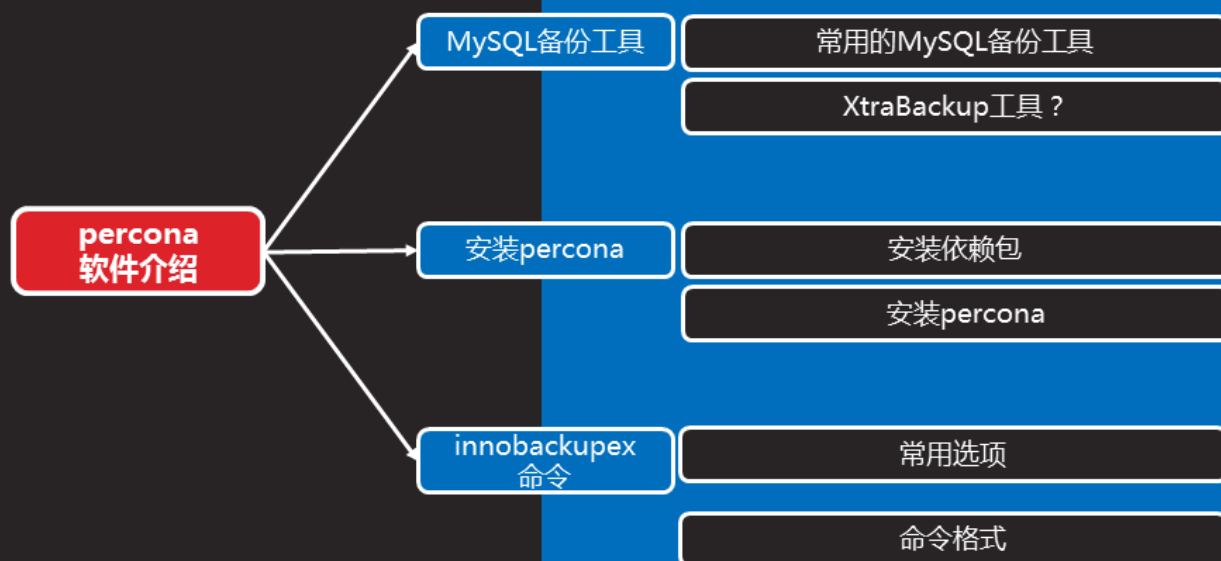 percona
软件介绍
MySQL备份工具
常用的MySQL备份工具
XtraBackup工具？
安装percona
安装依赖包
安装percona
innobackupex
命令
常用选项
命令格式